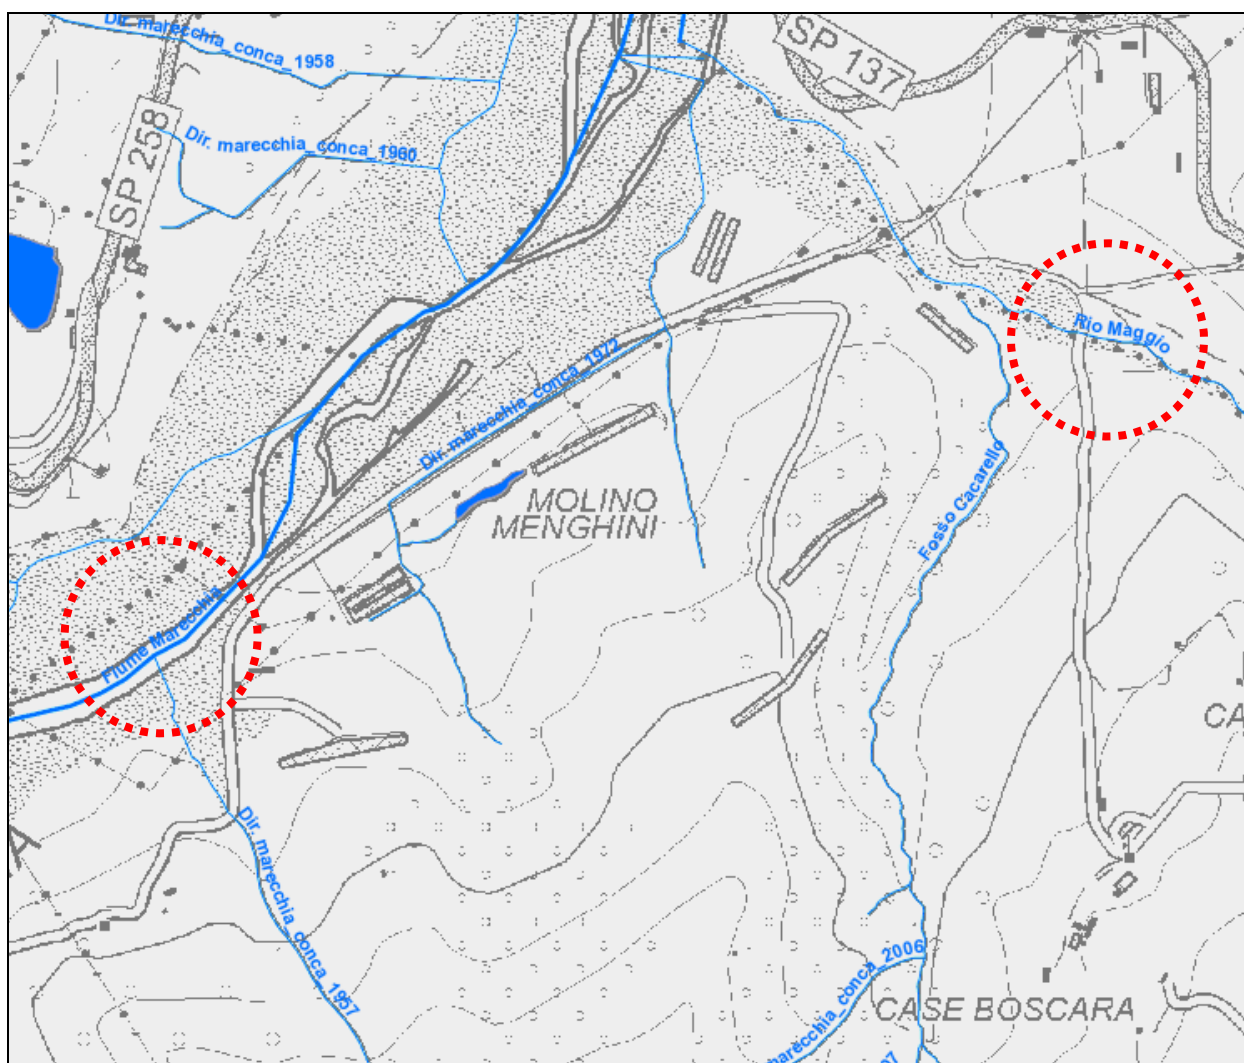 Dir. marecchia_conca_1958
SP 137
SP 258
Dir. marecchia_conca_1960
Rio Maggio
Dir. marecchia_conca_1972
MOLINO
MENGHINI
Fosso Cacarello
Fiume Marecchia
CA
A
Dir. marecchia_conca_1957
marecchia_conca_2006
CASE BOSCARA
97